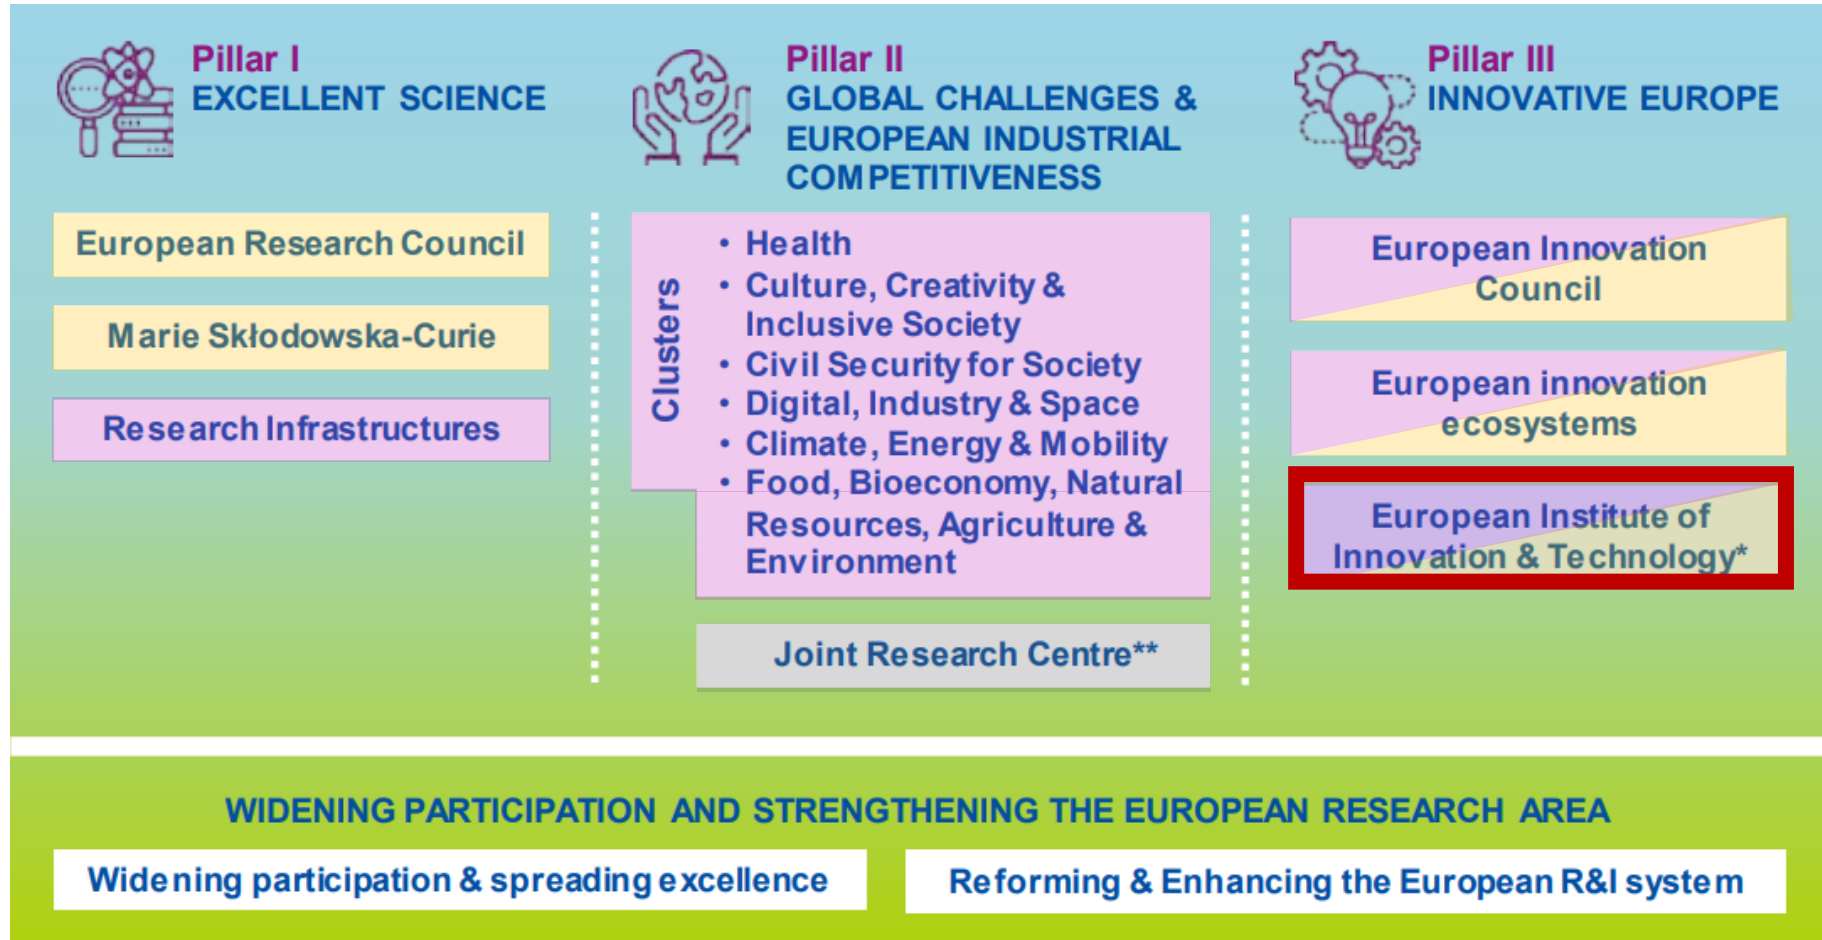 Pillar I
EXCELLENT SCIENCE
European Research Council
Marie Skłodowska-Curie
Research Infrastructures
Pillar II
GLOBAL CHALLENGES &
EUROPEAN INDUSTRIAL
COMPETITIVENESS
Clusters
• Health
• Culture, Creativity &
Inclusive Society
• Civil Security for Society
• Digital, Industry & Space
• Climate, Energy & Mobility
• Food, Bioeconomy, Natural
Resources, Agriculture &
Environment
Joint Research Centre**
Pillar III
INNOVATIVE EUROPE
European Innovation
Council
European innovation
ecosystems
European Institute of
Innovation & Technology*
WIDENING PARTICIPATION AND STRENGTHENING THE EUROPEAN RESEARCH AREA
Widening participation & spreading excellence
Reforming & Enhancing the European R&I system